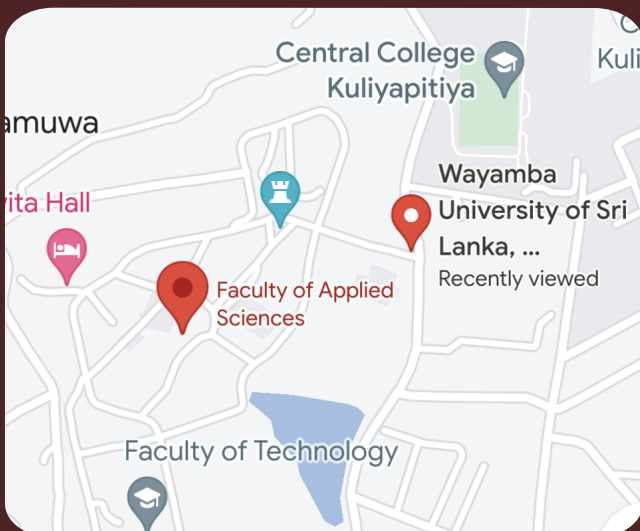 Central College
Kuliyapitiya
Kuli
amuwa
Wayamba
University of Sri
Lanka, ...
Recently viewed
vita Hall
Faculty of Applied
Sciences
Faculty of Technology